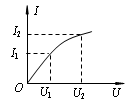 I
I₂
I₁
O U₁ U₂ U